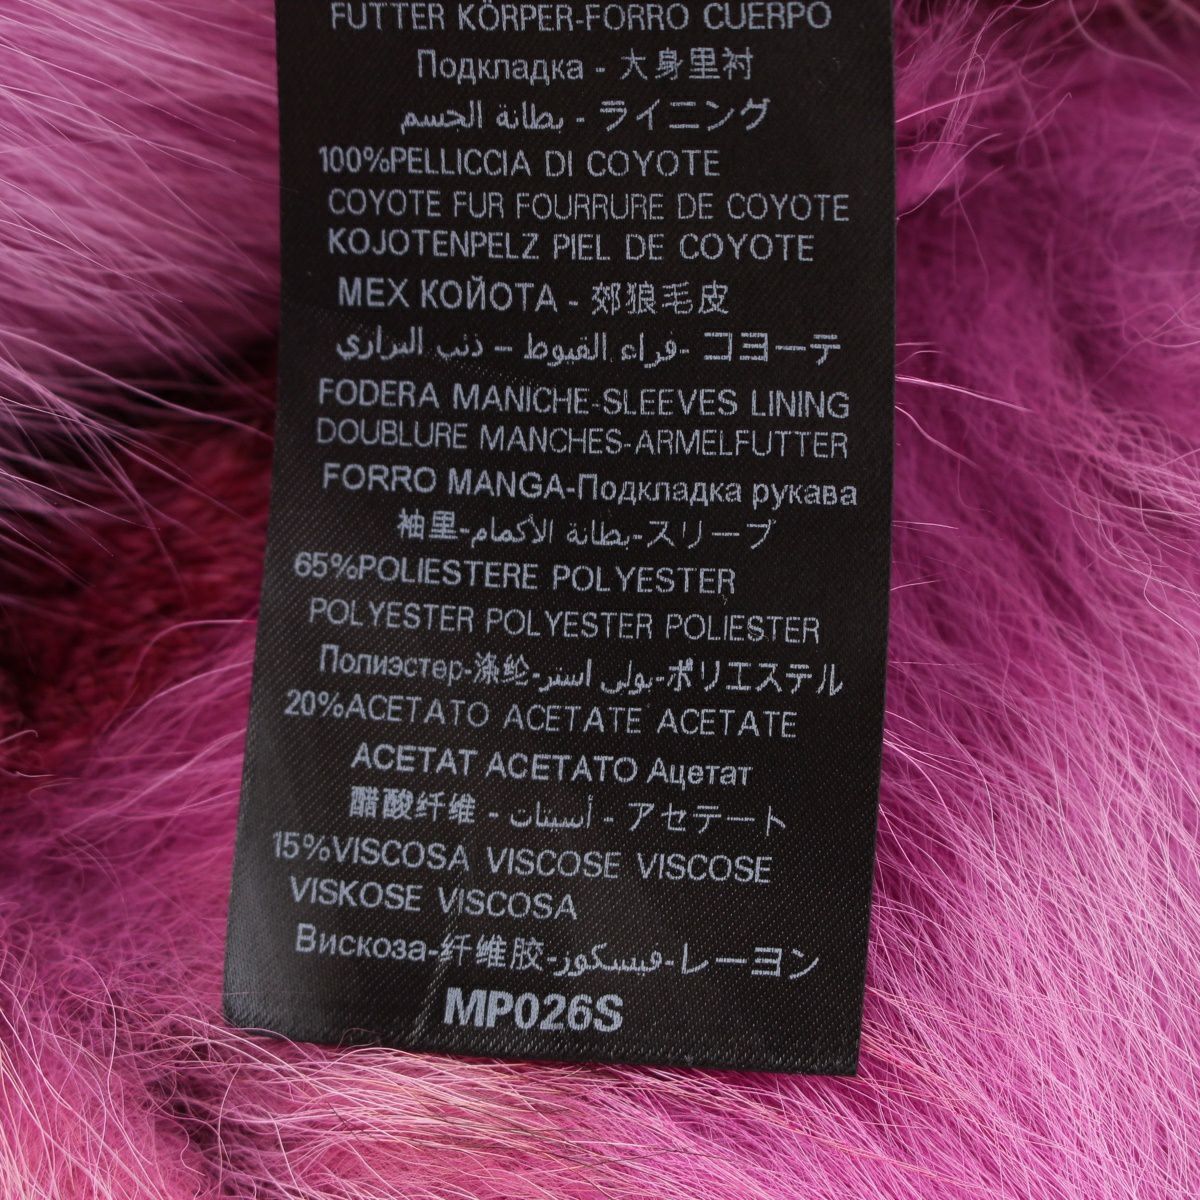 FUTTER KÖRPER-FORRO CUERPO
Подкладка - 大身里衬
بطانة الجسم - ライニング
100%PELLICCIA DI COYOTE
COYOTE FUR FOURRURE DE COYOTE
KOJOTENPELZ PIEL DE COYOTE
МЕХ КОЙОТА - 郊狼毛皮
فراء القيوط – ذئب البراري- コヨーテ
FODERA MANICHE-SLEEVES LINING
DOUBLURE MANCHES-ARMELFUTTER
FORRO MANGA-Подкладка рукава
袖里-بطانة الأكمام-スリーブ
65%POLIESTERE POLYESTER
POLYESTER POLYESTER POLIESTER
Полиэстер-涤纶-بولي استر-ポリエステル
20%ACETATO ACETATE ACETATE
ACETAT ACETATO Ацетат
醋酸纤维 - أسيتات - アセテート
15%VISCOSA VISCOSE VISCOSE
VISKOSE VISCOSA
Вискоза-纤维胶-فيسكوز-レーヨン
MP026S